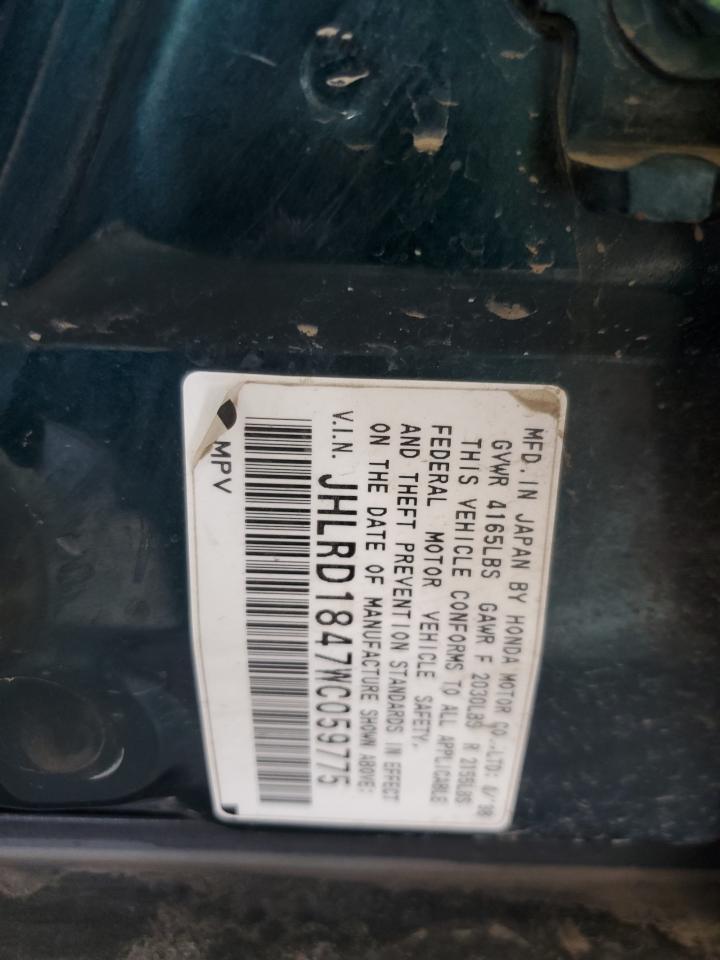 MFD. IN JAPAN BY HONDA MOTOR CO., LTD:
GVWR 4165LBS GAWR F 2030LBS R 2155LBS
THIS VEHICLE CONFORMS TO ALL APPLICABLE
FEDERAL MOTOR VEHICLE SAFETY,
AND THEFT PREVENTION STANDARDS IN EFFECT
ON THE DATE OF MANUFACTURE SHOWN ABOVE:
V.I.N. JHLRD1847WC059775
MPV